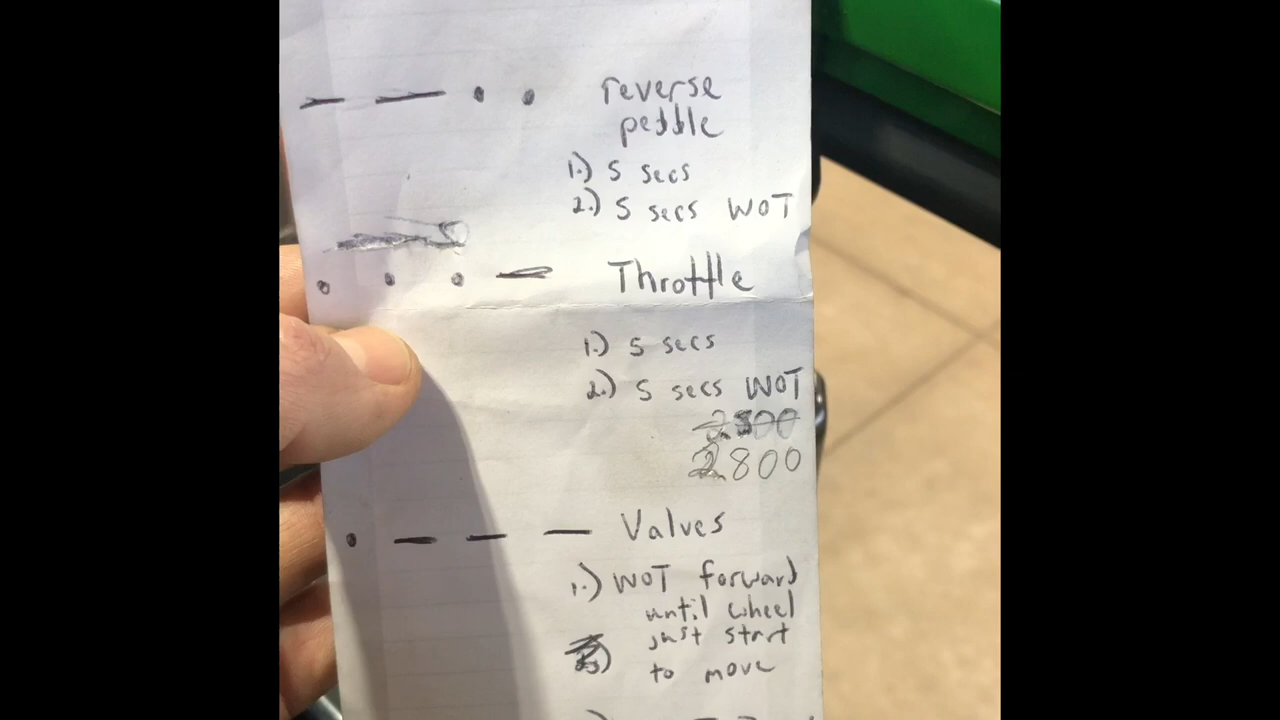 — — • • reverse
peddle
1.) 5 secs
2.) 5 secs WOT
• • • — Throttle
1.) 5 secs
2.) 5 secs WOT
2800
• — — — Valves
1.) WOT forward
until wheel
just start
to move